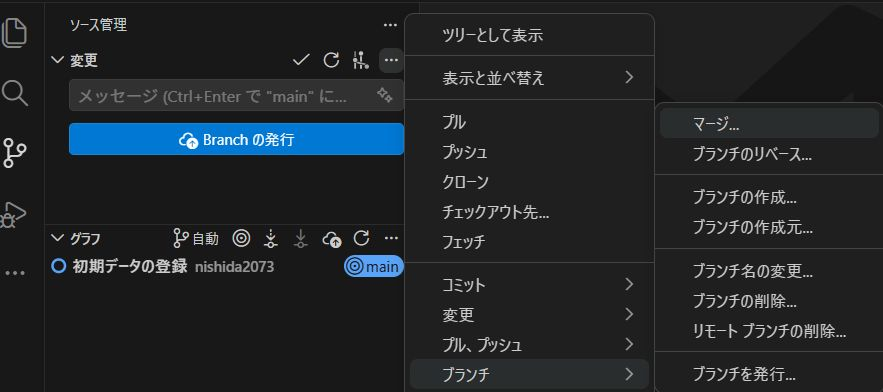 ソース管理
変更
メッセージ (Ctrl+Enter で "main" に...
Branch の発行
グラフ
自動
初期データの登録 nishida2073
main
ツリーとして表示
表示と並べ替え
プル
プッシュ
クローン
チェックアウト先...
フェッチ
コミット
変更
プル、プッシュ
ブランチ
マージ...
ブランチのリベース...
ブランチの作成...
ブランチの作成元...
ブランチ名の変更...
ブランチの削除...
リモート ブランチの削除...
ブランチを発行...